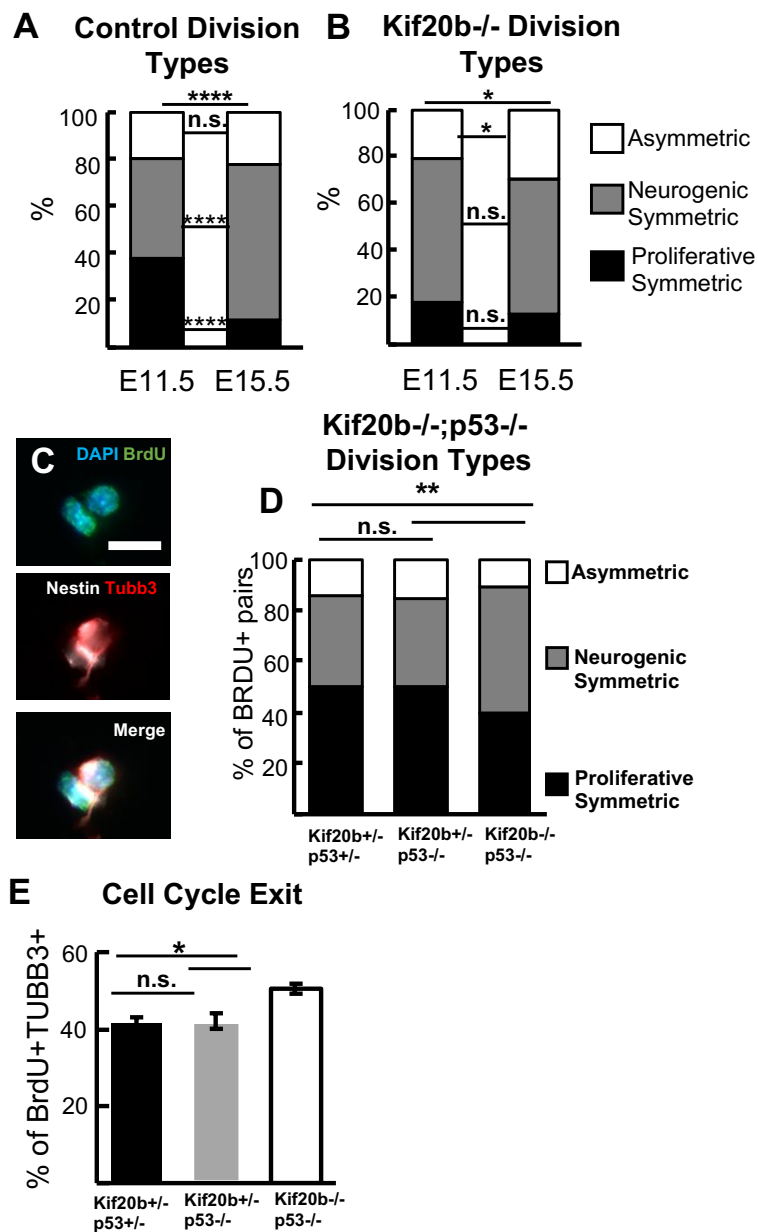 A
Control Division
Types
B
Kif20b-/- Division
Types
****
n.s.
****
****
100
80
60
40
20
%
E11.5
E15.5
*
*
n.s.
n.s.
100
80
60
40
20
%
E11.5
E15.5
Asymmetric
Neurogenic
Symmetric
Proliferative
Symmetric
C
DAPI BrdU
Nestin Tubb3
Merge
Kif20b-/-;p53-/-
Division Types
D
**
n.s.
100
80
60
40
20
% of BRDU+ pairs
Kif20b+/-
p53+/-
Kif20b+/-
p53-/-
Kif20b-/-
p53-/-
Asymmetric
Neurogenic
Symmetric
Proliferative
Symmetric
E
Cell Cycle Exit
*
n.s.
60
40
20
% of BrdU+TUBB3+
Kif20b+/-
p53+/-
Kif20b+/-
p53-/-
Kif20b-/-
p53-/-